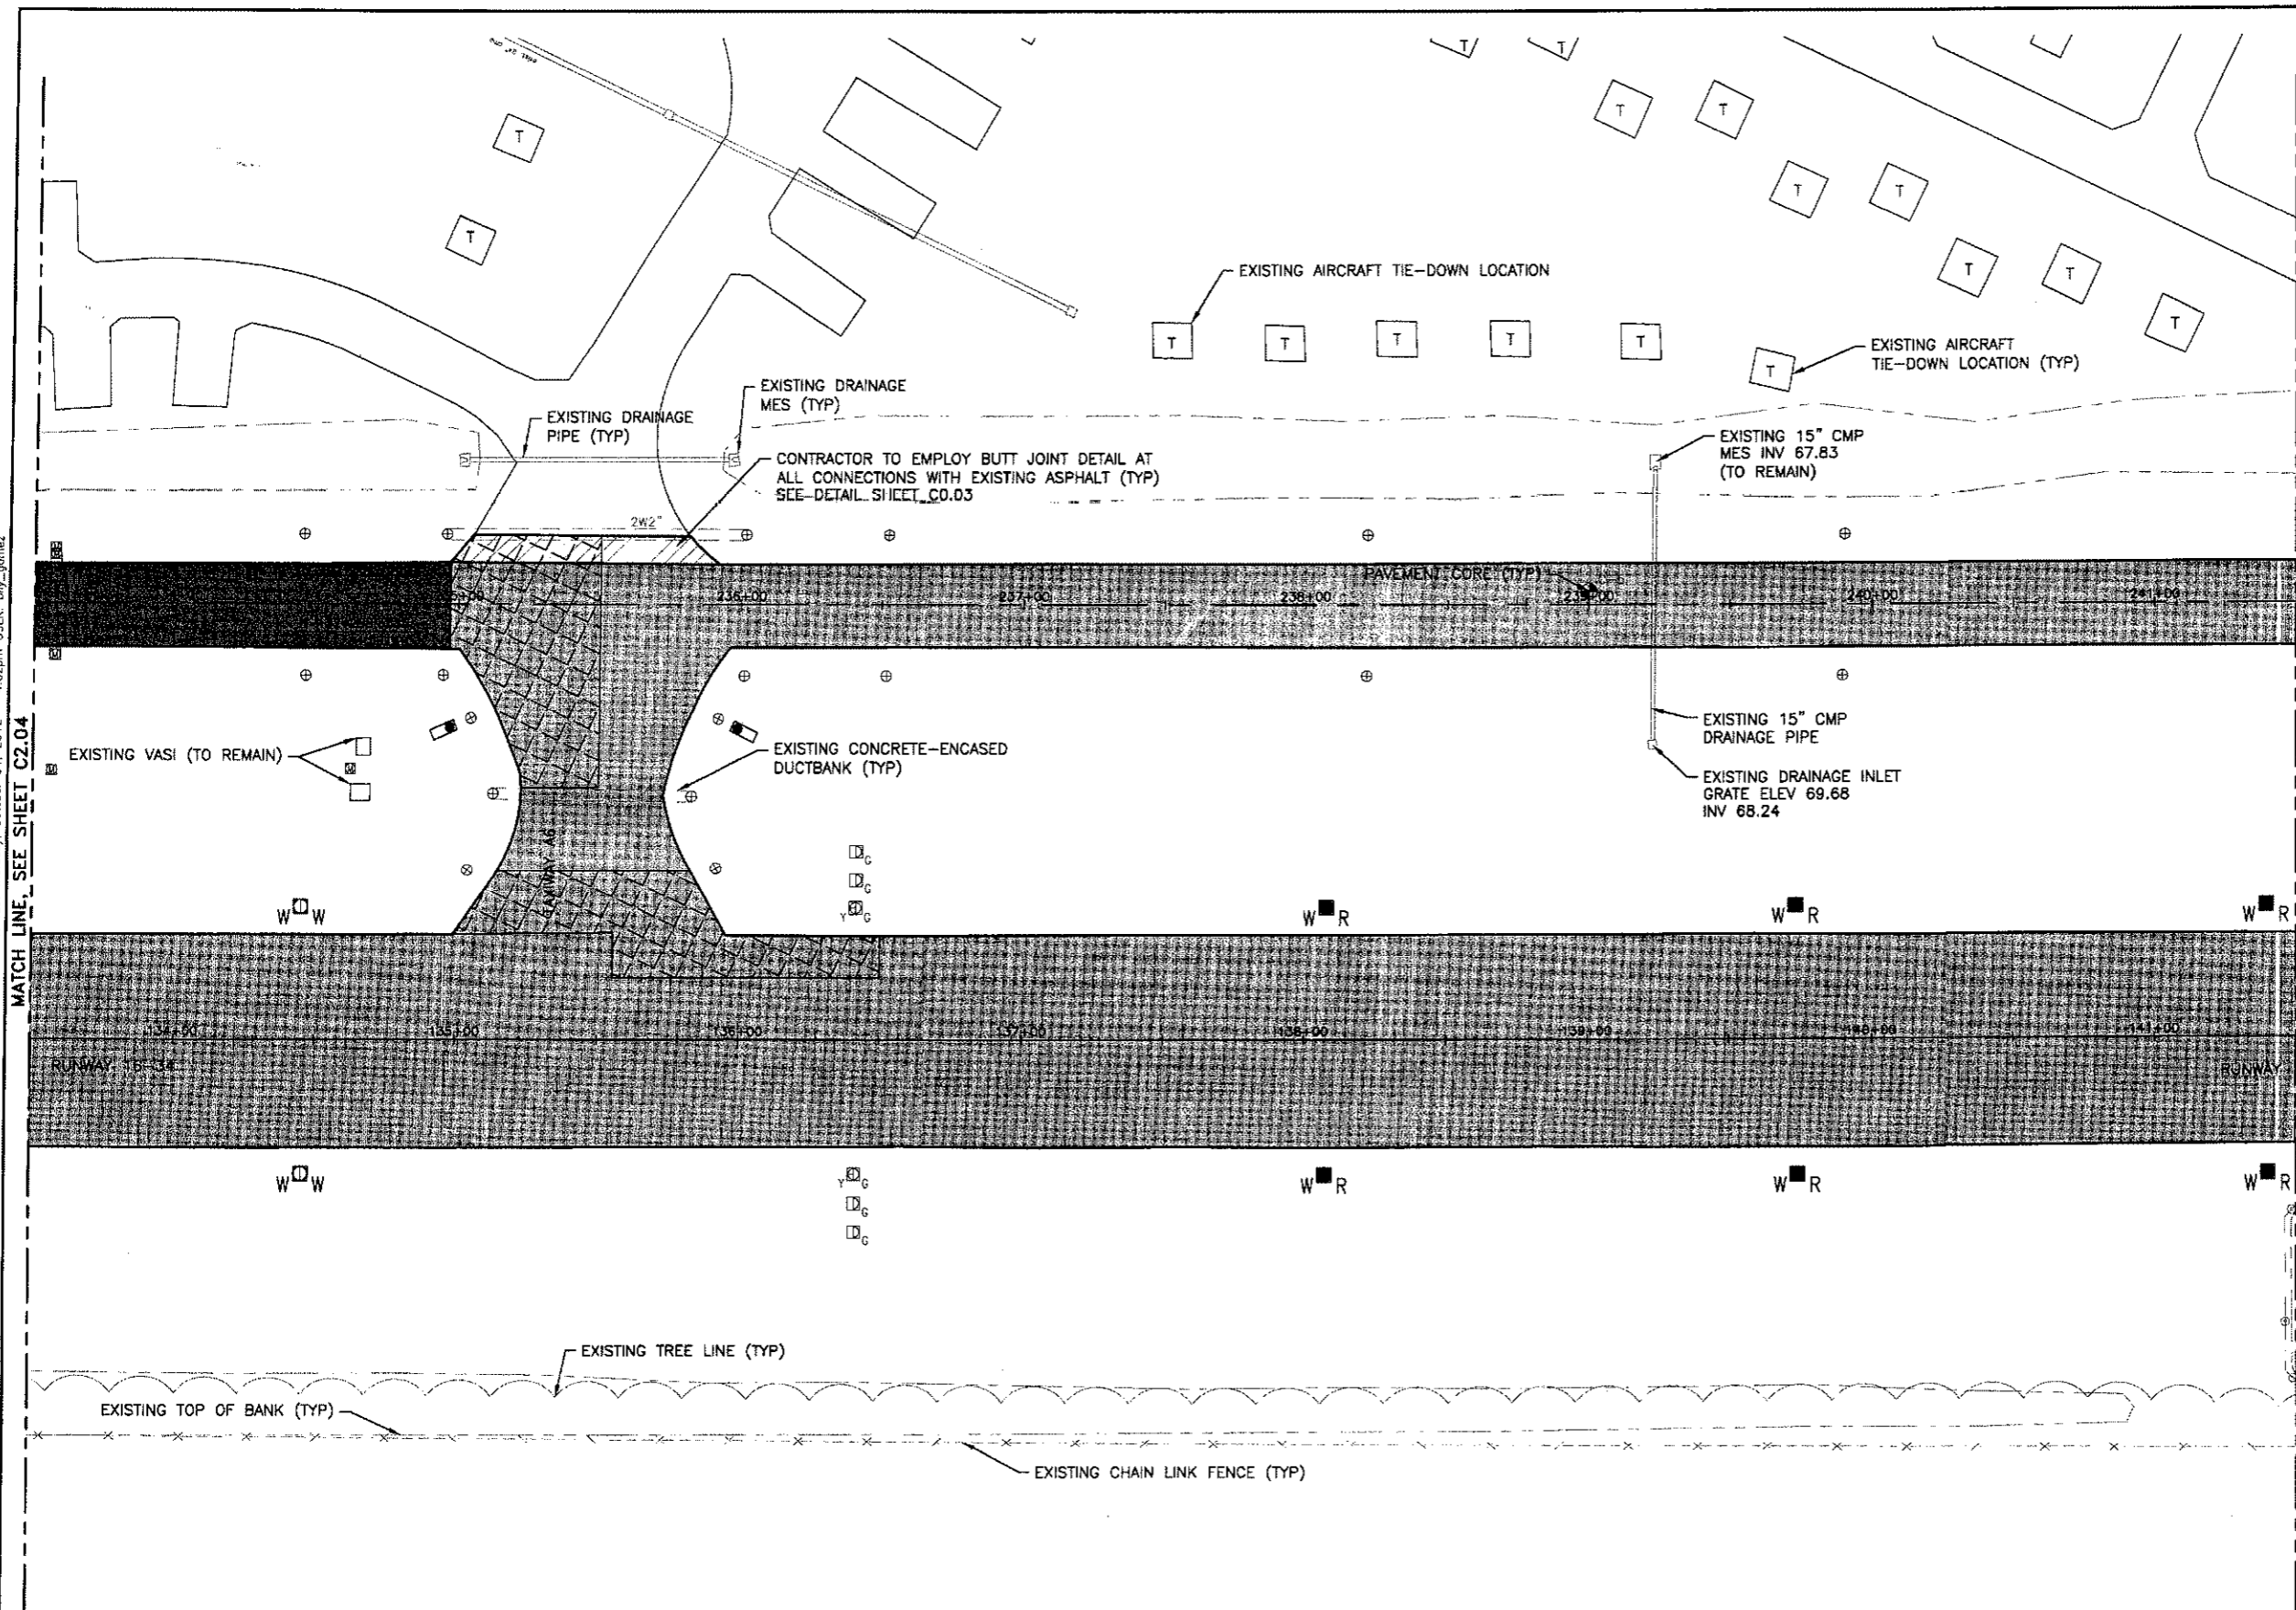 T
T
T
T
T
T
T
T
T
T
T
T
EXISTING AIRCRAFT TIE-DOWN LOCATION
T
T
T
T
T
T
EXISTING AIRCRAFT
TIE-DOWN LOCATION (TYP)
EXISTING DRAINAGE
MES (TYP)
EXISTING DRAINAGE
PIPE (TYP)
CONTRACTOR TO EMPLOY BUTT JOINT DETAIL AT
ALL CONNECTIONS WITH EXISTING ASPHALT (TYP)
SEE DETAIL SHEET C0.03
EXISTING 15" CMP
MES INV 67.83
(TO REMAIN)
2W2"
PAVEMENT CORE (TYP)
236+00
237+00
238+00
239+00
240+00
241+00
EXISTING VASI (TO REMAIN)
EXISTING CONCRETE-ENCASED
DUCTBANK (TYP)
EXISTING 15" CMP
DRAINAGE PIPE
EXISTING DRAINAGE INLET
GRATE ELEV 69.68
INV 68.24
MATCH LINE, SEE SHEET C2.04
TAXIWAY A6
G
G
W W
Y G
W R
W R
W R
134+00
135+00
136+00
137+00
138+00
139+00
140+00
141+00
RUNWAY 16-34
RUNWAY
W W
Y G
G
G
W R
W R
W R
EXISTING TREE LINE (TYP)
EXISTING TOP OF BANK (TYP)
EXISTING CHAIN LINK FENCE (TYP)